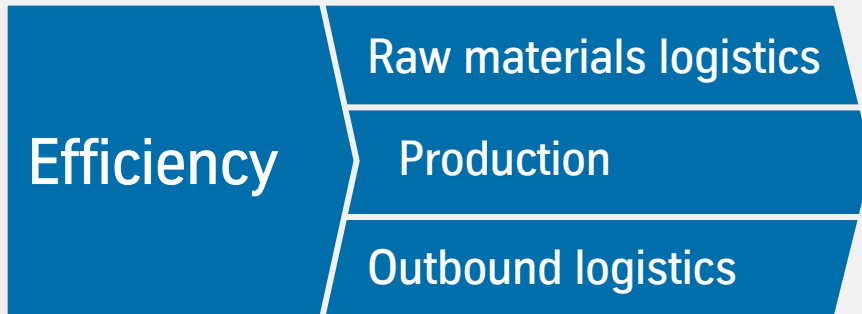 Efficiency
Raw materials logistics
Production
Outbound logistics